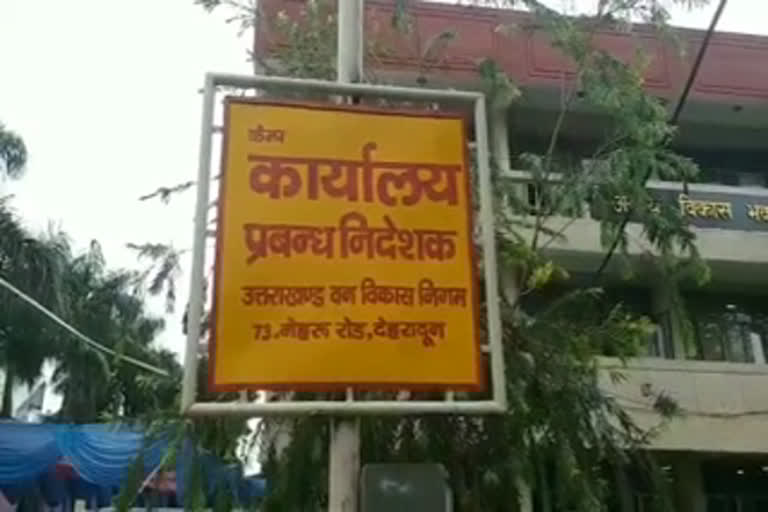 कैम्प
कार्यालय
प्रबन्ध निदेशक
उत्तराखण्ड वन विकास निगम
73, नेहरू रोड, देहरादून
विकास